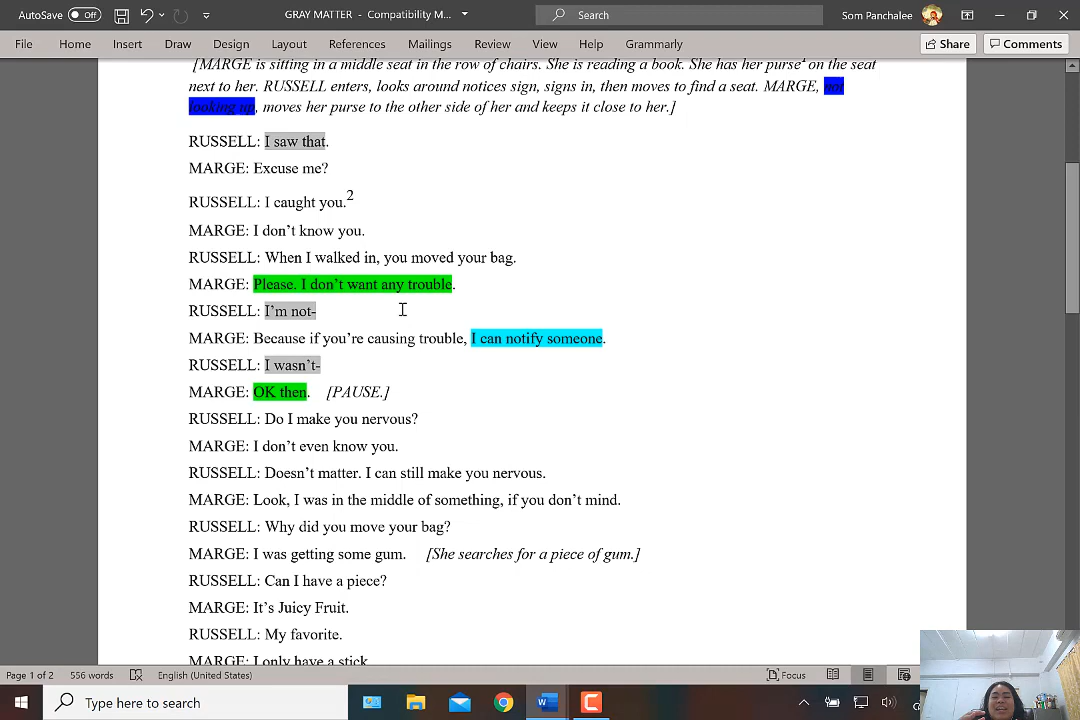 AutoSave Off GRAY MATTER - Compatibility M... Search Som Panchalee
File Home Insert Draw Design Layout References Mailings Review View Help Grammarly Share Comments
[MARGE is sitting in a middle seat in the row of chairs. She is reading a book. She has her purse1 on the seat
next to her. RUSSELL enters, looks around notices sign, signs in, then moves to find a seat. MARGE, not
looking up, moves her purse to the other side of her and keeps it close to her.]
RUSSELL: I saw that.
MARGE: Excuse me?
RUSSELL: I caught you.2
MARGE: I don’t know you.
RUSSELL: When I walked in, you moved your bag.
MARGE: Please. I don’t want any trouble.
RUSSELL: I’m not-
MARGE: Because if you’re causing trouble, I can notify someone.
RUSSELL: I wasn’t-
MARGE: OK then. [PAUSE.]
RUSSELL: Do I make you nervous?
MARGE: I don’t even know you.
RUSSELL: Doesn’t matter. I can still make you nervous.
MARGE: Look, I was in the middle of something, if you don’t mind.
RUSSELL: Why did you move your bag?
MARGE: I was getting some gum. [She searches for a piece of gum.]
RUSSELL: Can I have a piece?
MARGE: It’s Juicy Fruit.
RUSSELL: My favorite.
MARGE: I only have a stick
Page 1 of 2 556 words English (United States) Focus
Type here to search